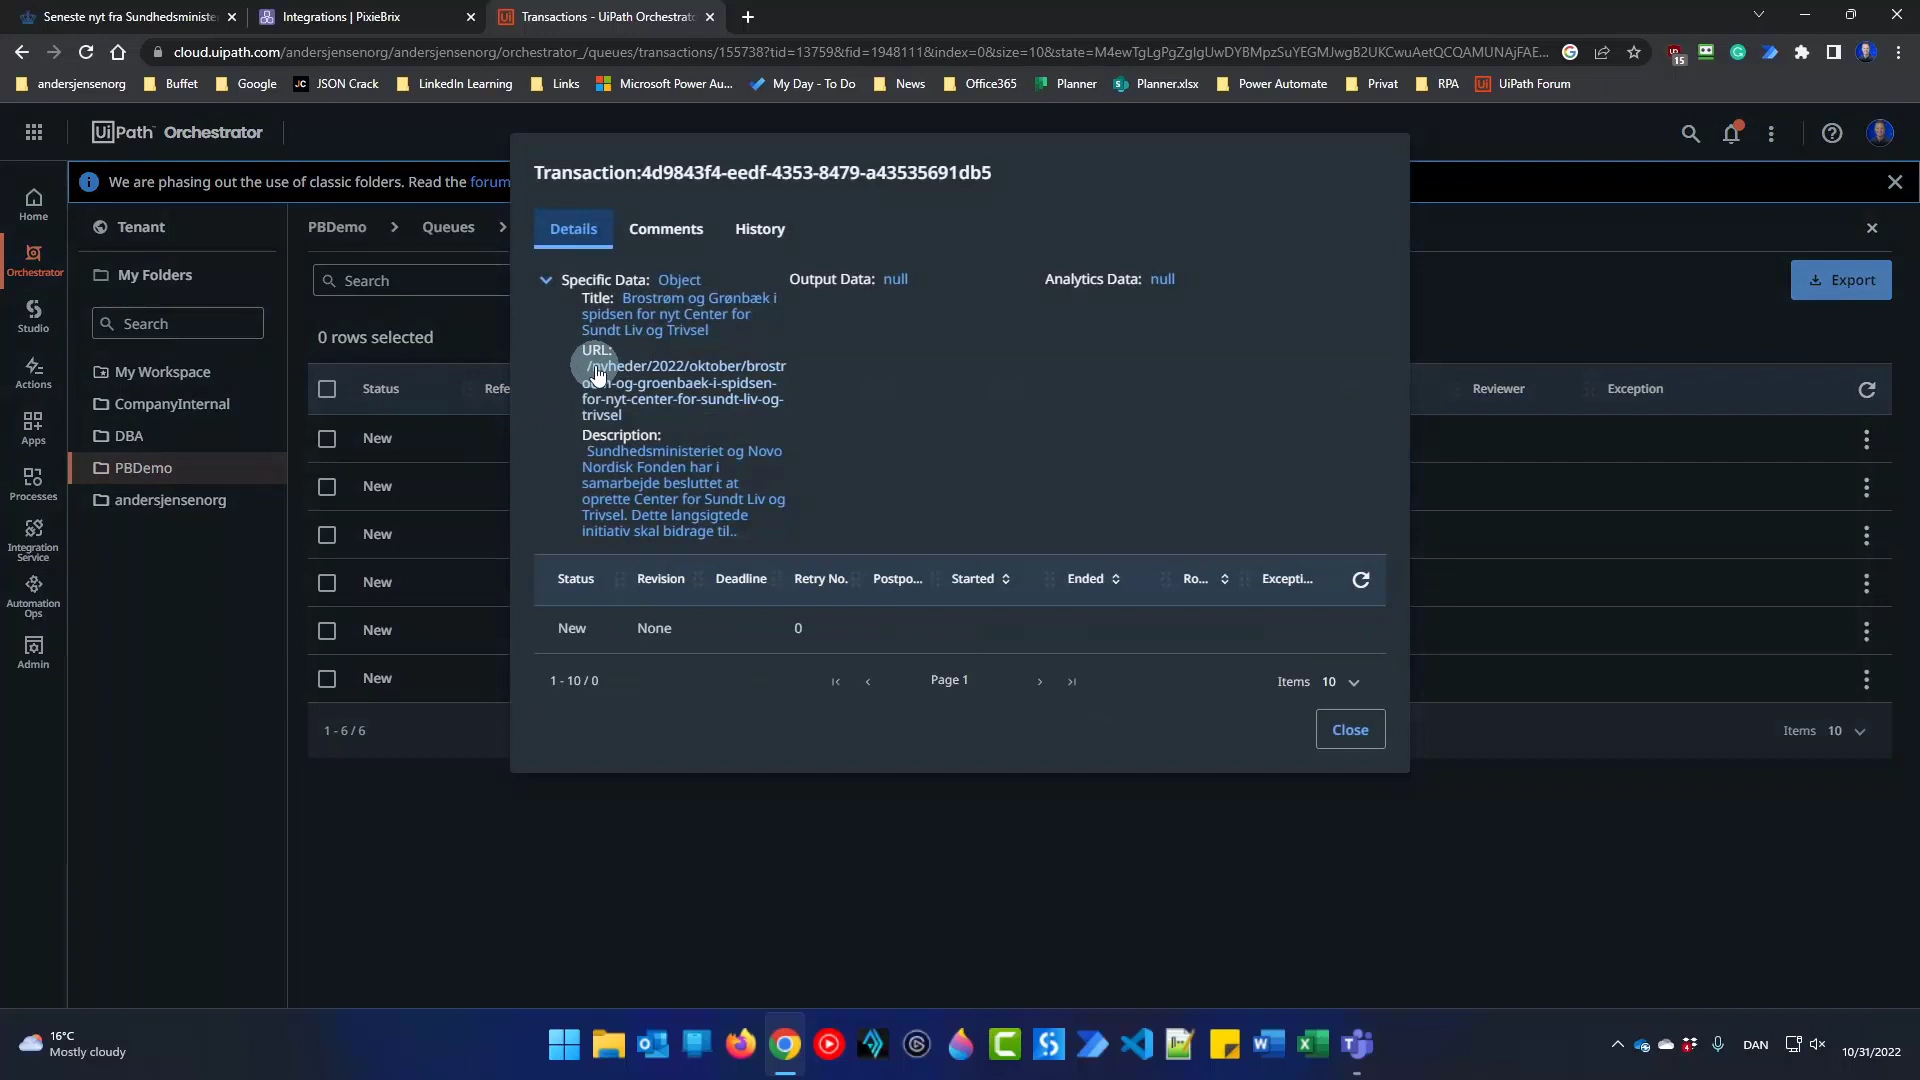 Seneste nyt fra Sundhedsministe
Integrations | PixieBrix
Transactions - UiPath Orchestrat
cloud.uipath.com/andersjensenorg/andersjensenorg/orchestrator_/queues/transactions/155738?tid=13759&fid=1948111&index=0&size=10&state=M4ewTgLgPgZglgUwDYBMpzSuYEGMJwgB2UKCwuAetQCQAMUNAjFAE...
15
andersjensenorg
Buffet
Google
JC JSON Crack
LinkedIn Learning
Links
Microsoft Power Au...
My Day - To Do
News
Office365
Planner
Planner.xlsx
Power Automate
Privat
RPA
UiPath Forum
UiPath Orchestrator
We are phasing out the use of classic folders. Read the forum
Home
Orchestrator
Studio
Actions
Apps
Processes
Integration
Service
Automation
Ops
Admin
Tenant
My Folders
Search
My Workspace
CompanyInternal
DBA
PBDemo
andersjensenorg
PBDemo > Queues >
Search
Export
0 rows selected
Status Refe Reviewer Exception
New
New
New
New
New
New
1 - 6 / 6
Items 10
Transaction:4d9843f4-eedf-4353-8479-a43535691db5
Details Comments History
Specific Data: Object
Title: Brostrøm og Grønbæk i
spidsen for nyt Center for
Sundt Liv og Trivsel
URL:
/nyheder/2022/oktober/brostr
-og-groenbaek-i-spidsen-
for-nyt-center-for-sundt-liv-og-
trivsel
Description:
Sundhedsministeriet og Novo
Nordisk Fonden har i
samarbejde besluttet at
oprette Center for Sundt Liv og
Trivsel. Dette langsigtede
initiativ skal bidrage til..
Output Data: null
Analytics Data: null
Status Revision Deadline Retry No. Postpo... Started Ended Ro... Excepti...
New None 0
1 - 10 / 0
Page 1
Items 10
Close
16°C
Mostly cloudy
DAN
10/31/2022